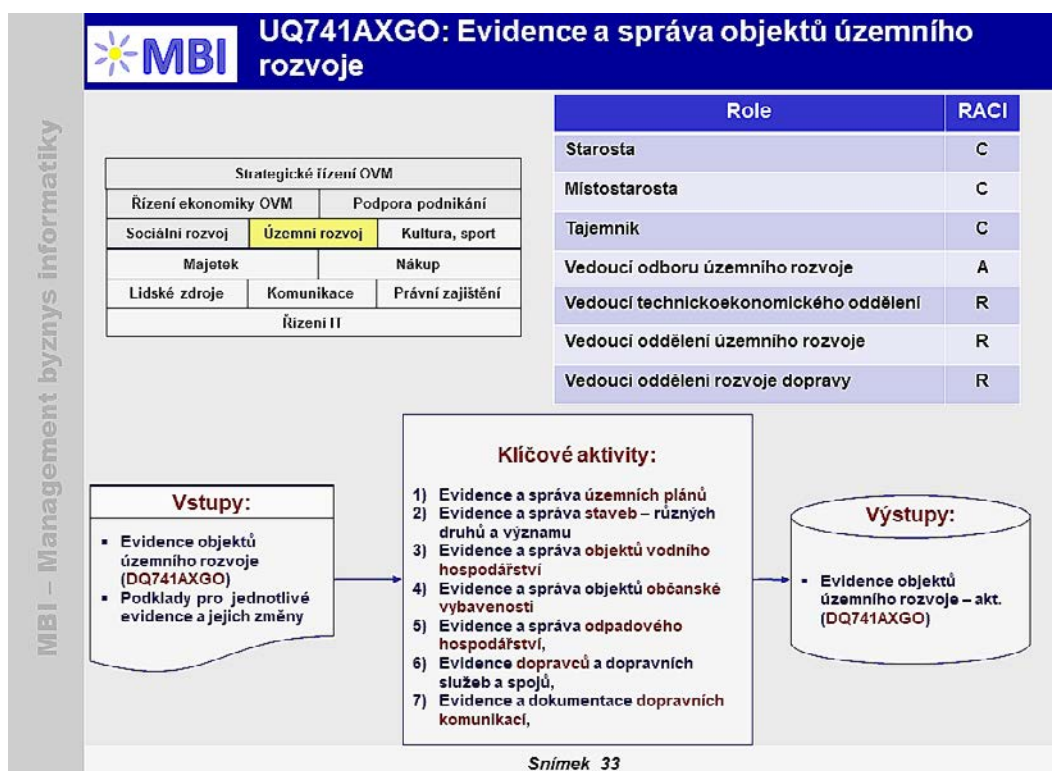 MBI – Management byznys informatiky
MBI
UQ741AXGO: Evidence a správa objektů územního
rozvoje
Role RACI
Starosta C
Místostarosta C
Tajemník C
Vedoucí odboru územního rozvoje A
Vedoucí technickoekonomického oddělení R
Vedoucí oddělení územního rozvoje R
Vedoucí oddělení rozvoje dopravy R
Strategické řízení OVM
Řízení ekonomiky OVM Podpora podnikání
Sociální rozvoj Územní rozvoj Kultura, sport
Majetek Nákup
Lidské zdroje Komunikace Právní zajištění
Řízení IT
Vstupy:
▪ Evidence objektů
územního rozvoje
(DQ741AXGO)
▪ Podklady pro jednotlivé
evidence a jejich změny
Klíčové aktivity:
1) Evidence a správa územních plánů
2) Evidence a správa staveb – různých
druhů a významu
3) Evidence a správa objektů vodního
hospodářství
4) Evidence a správa objektů občanské
vybavenosti
5) Evidence a správa odpadového
hospodářství,
6) Evidence dopravců a dopravních
služeb a spojů,
7) Evidence a dokumentace dopravních
komunikací,
Výstupy:
▪ Evidence objektů
územního rozvoje – akt.
(DQ741AXGO)
Snímek 33